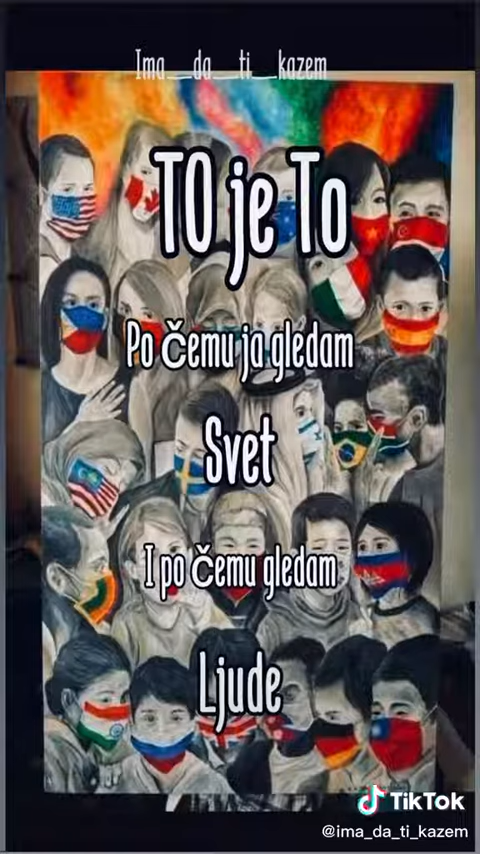 Ima__da__ti__kazem
TO je To
Po čemu ja gledam
Svet
I po čemu gledam
Ljude
TikTok
@ima_da_ti_kazem